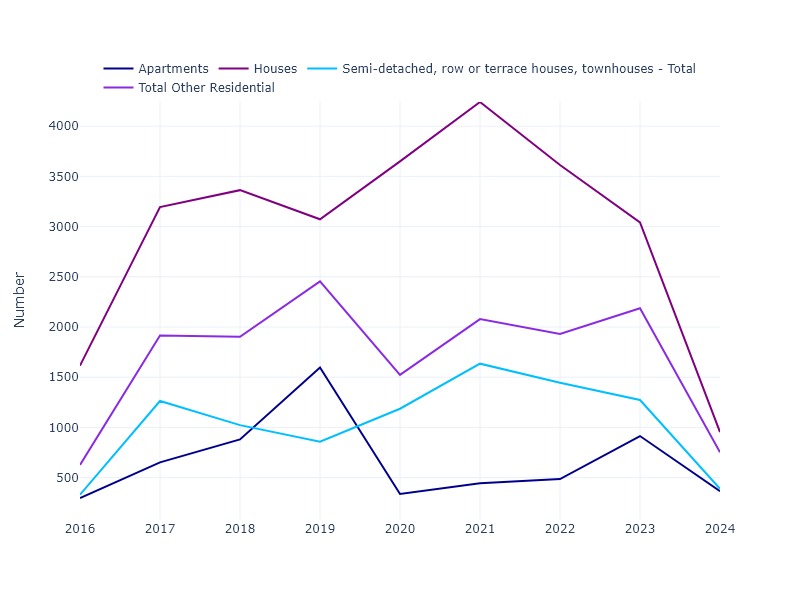 Apartments Houses Semi-detached, row or terrace houses, townhouses - Total
Total Other Residential
4000
3500
3000
2500
2000
1500
1000
500
Number
2016 2017 2018 2019 2020 2021 2022 2023 2024